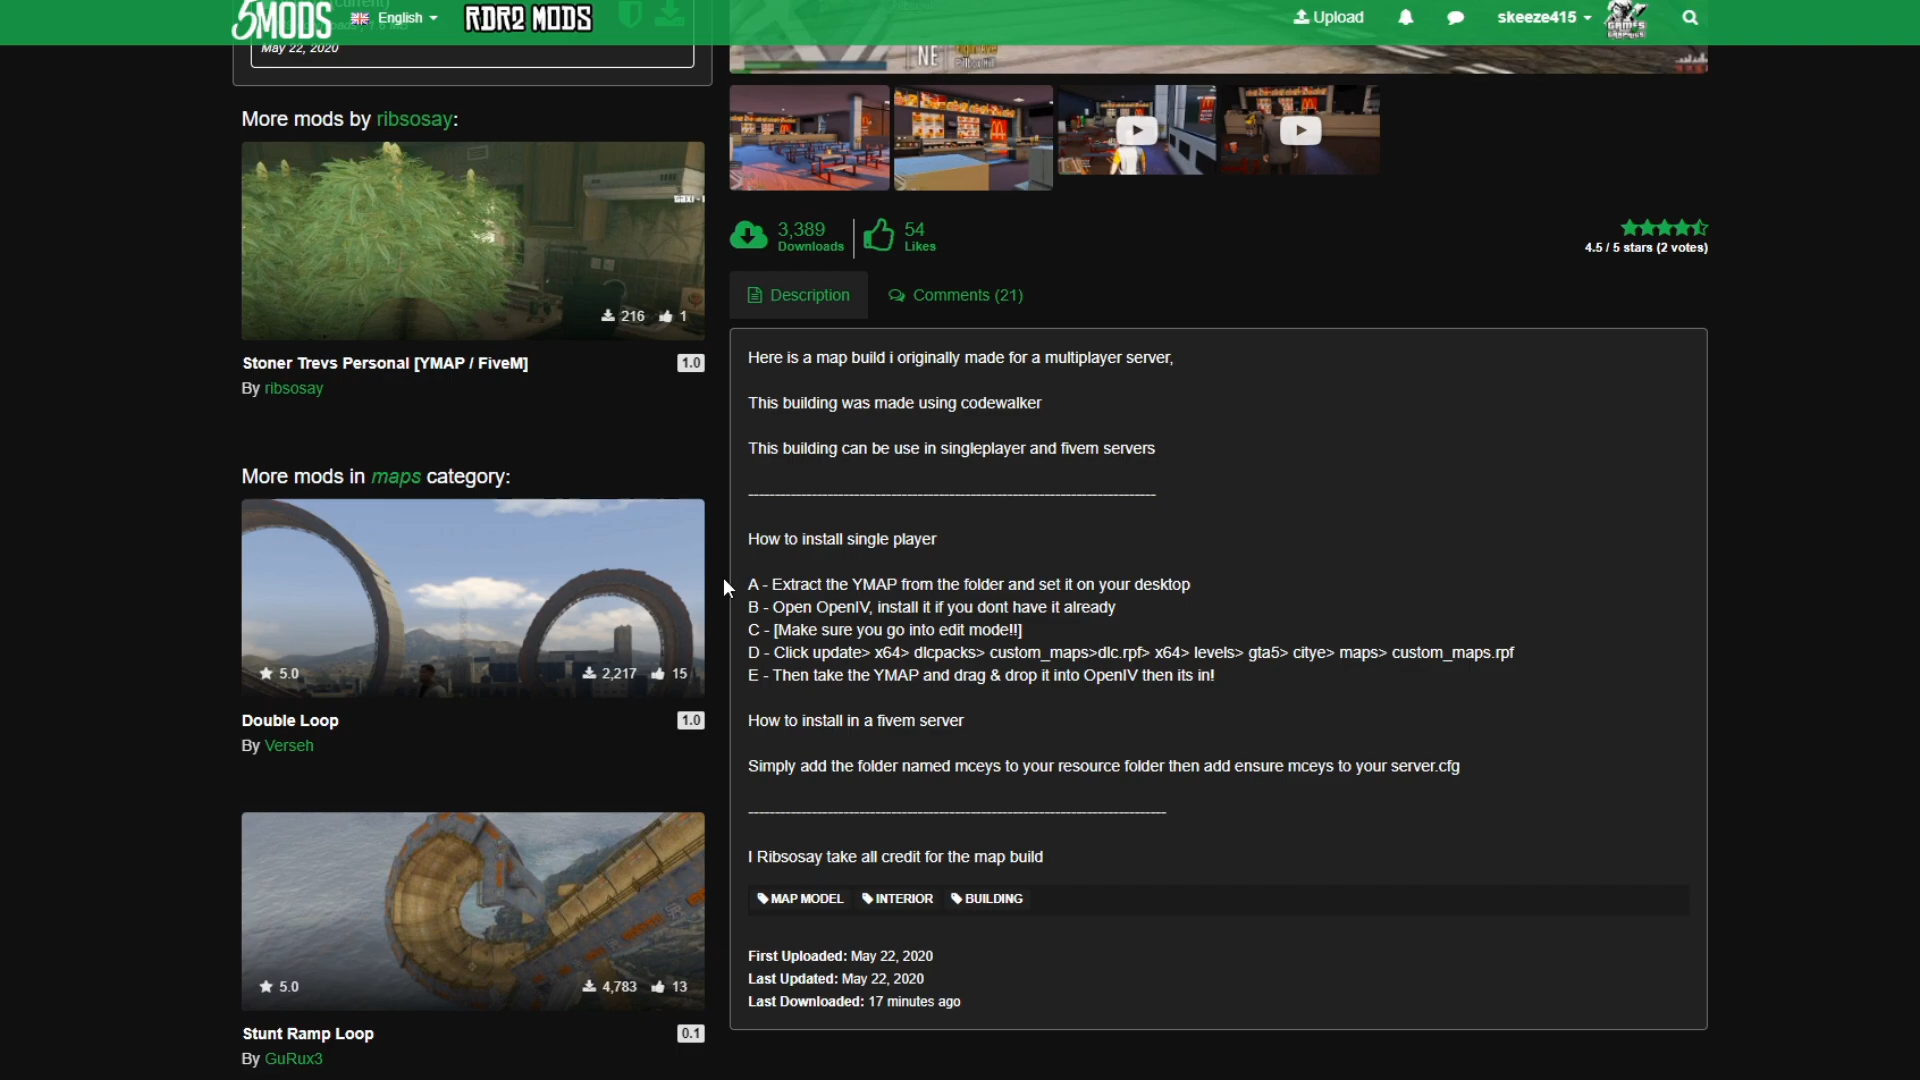 5MODS
English
RDR2 MODS
Upload
skeeze415
May 22, 2020
NE
Pillbox Hill
More mods by ribsosay:
216
1
Stoner Trevs Personal [YMAP / FiveM]
1.0
By ribsosay
More mods in maps category:
5.0
2,217
15
Double Loop
1.0
By Verseh
5.0
4,783
13
Stunt Ramp Loop
0.1
By GuRux3
3,389
Downloads
54
Likes
4.5 / 5 stars (2 votes)
Description
Comments (21)
Here is a map build i originally made for a multiplayer server,
This building was made using codewalker
This building can be use in singleplayer and fivem servers
How to install single player
A - Extract the YMAP from the folder and set it on your desktop
B - Open OpenIV, install it if you dont have it already
C - [Make sure you go into edit mode!!]
D - Click update> x64> dlcpacks> custom_maps>dlc.rpf> x64> levels> gta5> citye> maps> custom_maps.rpf
E - Then take the YMAP and drag & drop it into OpenIV then its in!
How to install in a fivem server
Simply add the folder named mceys to your resource folder then add ensure mceys to your server.cfg
I Ribsosay take all credit for the map build
MAP MODEL
INTERIOR
BUILDING
First Uploaded: May 22, 2020
Last Updated: May 22, 2020
Last Downloaded: 17 minutes ago